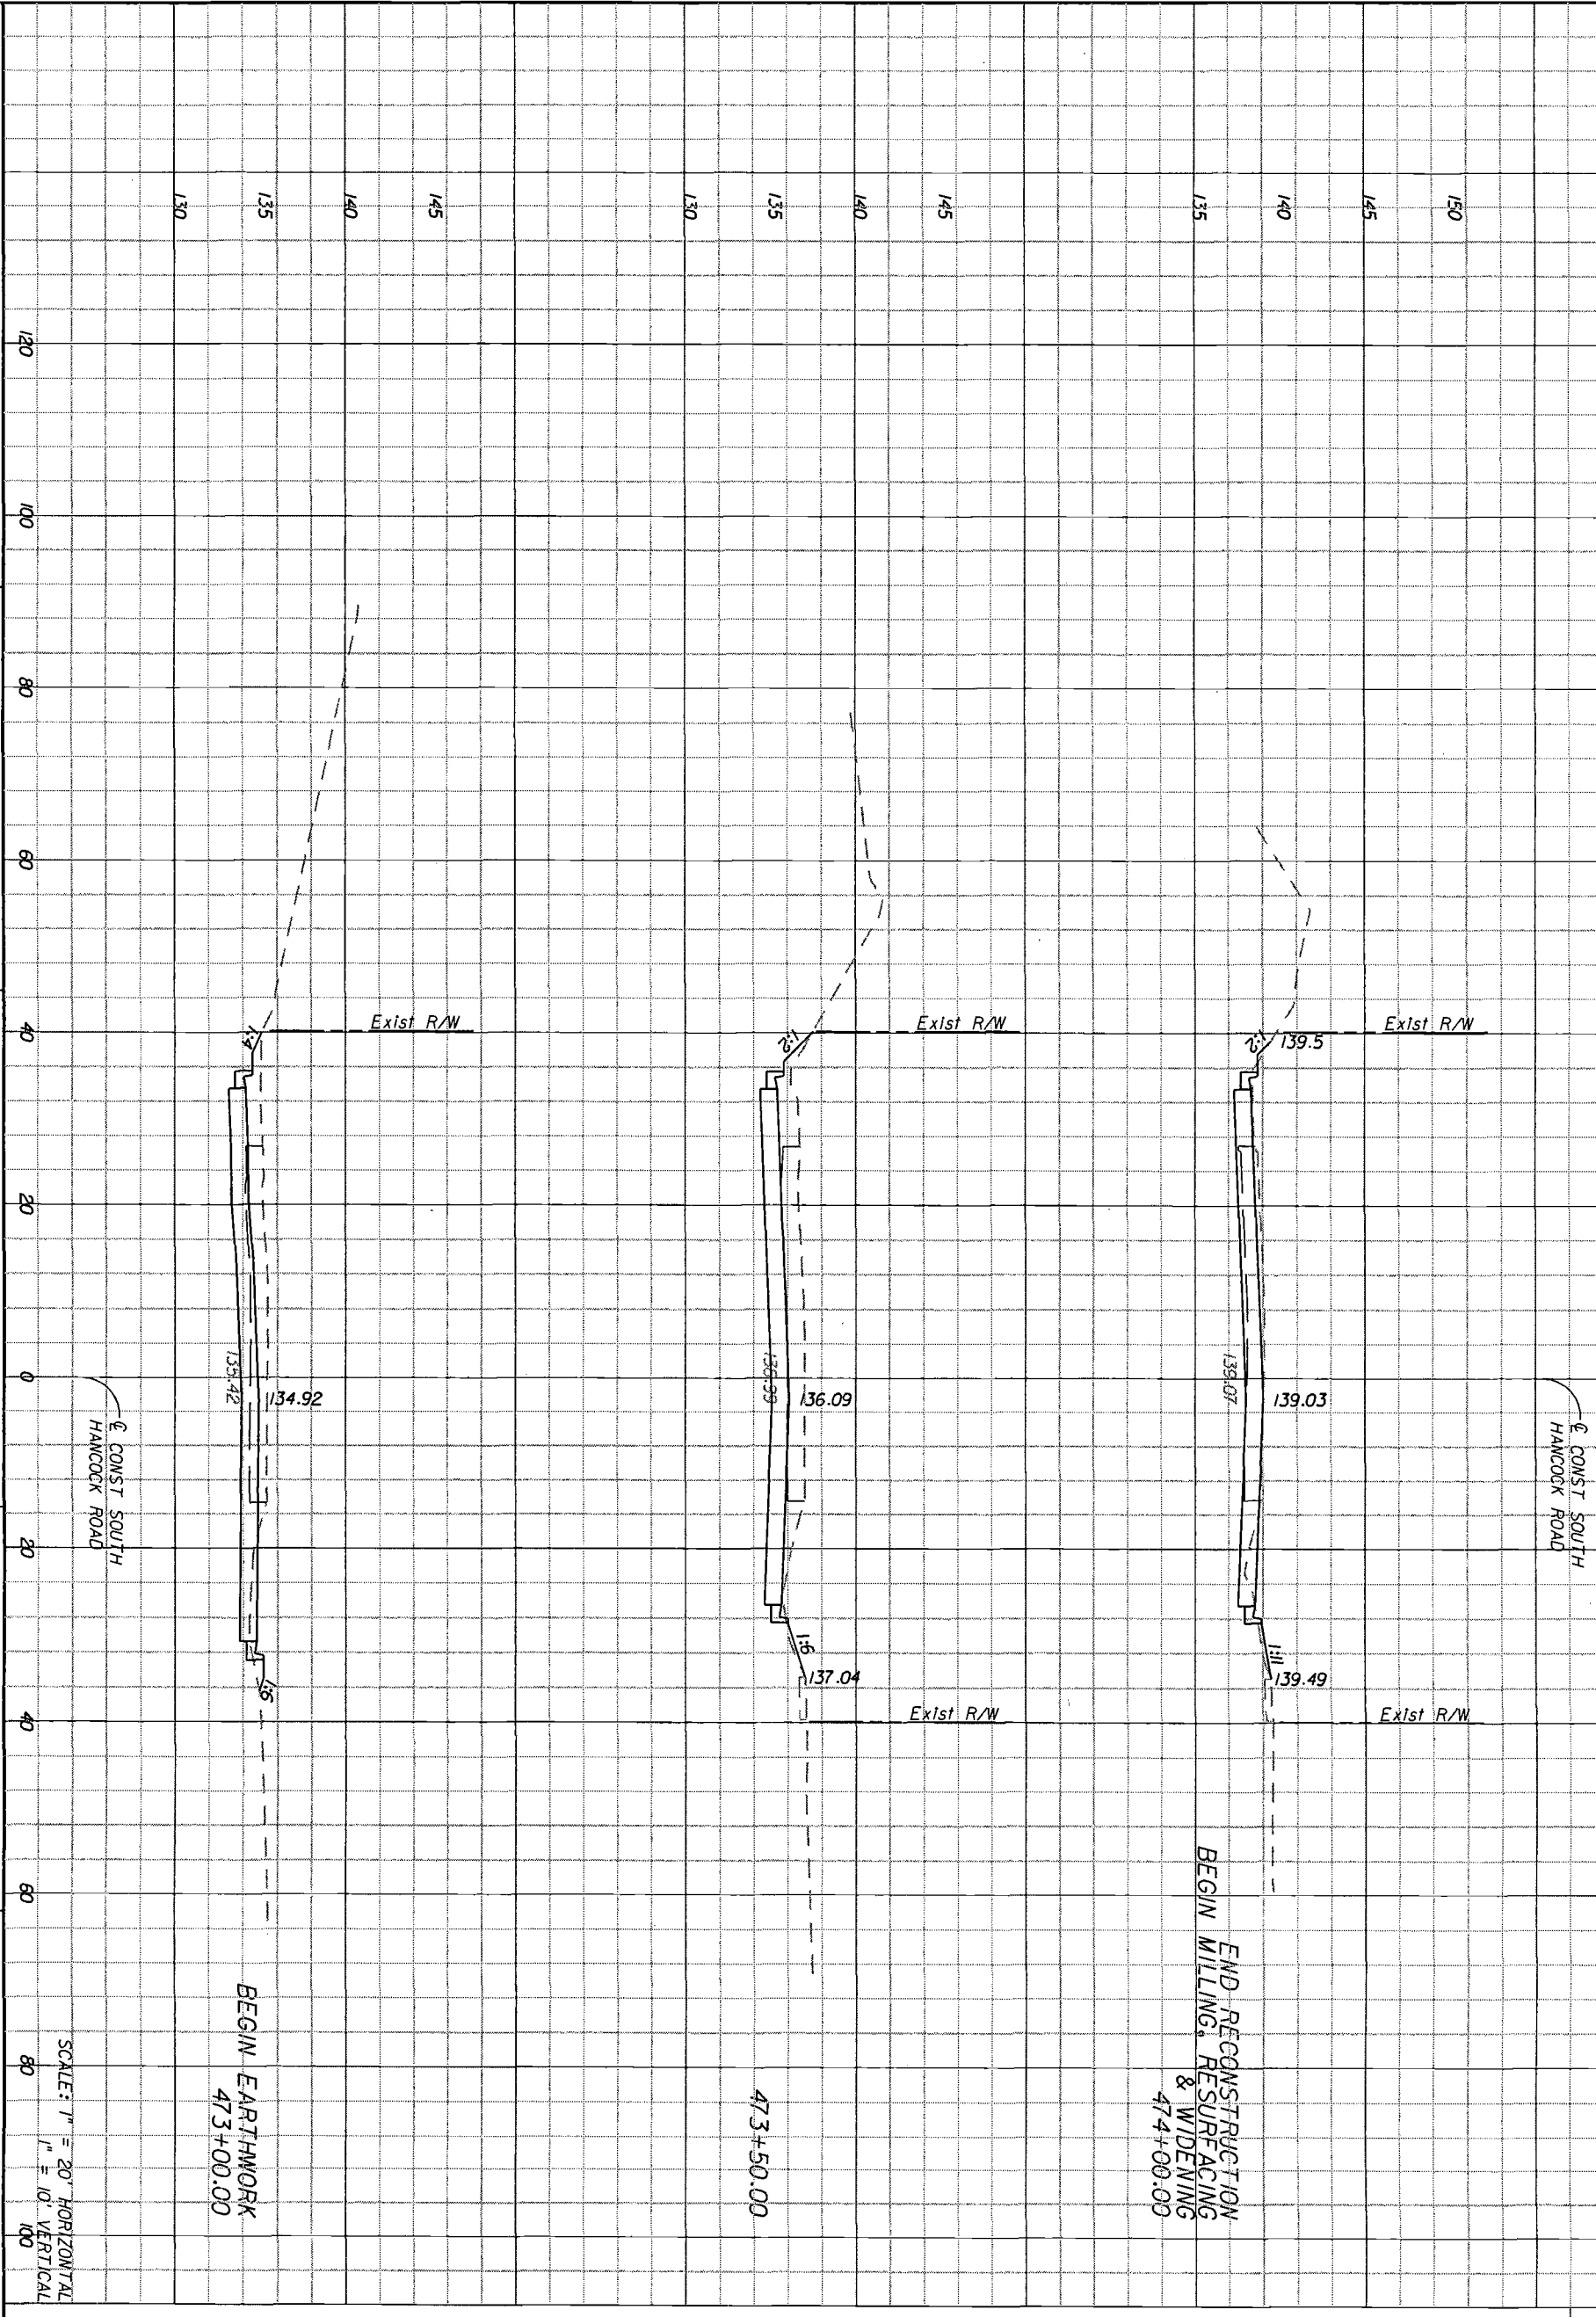 ℄ CONST SOUTH
HANCOCK ROAD
150
145
140
135
Exist R/W
Exist R/W
139.5
1:2
139.03
139.07
1:11
139.49
END RECONSTRUCTION
BEGIN MILLING, RESURFACING
& WIDENING
474+00.00
145
140
135
130
Exist R/W
Exist R/W
1:2
136.09
1:6
137.04
473+50.00
145
140
135
130
Exist R/W
1:4
134.92
135.42
1:6
BEGIN EARTHWORK
473+00.00
℄ CONST SOUTH
HANCOCK ROAD
120 100 80 60 40 20 0 20 40 60 80 100
SCALE: 1" = 20' HORIZONTAL
1" = 10' VERTICAL